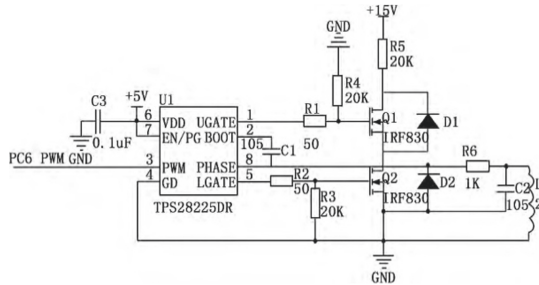 +15V
GND
R5
20K
R4
20K
+5V
C3
0.1uF
U1
6 VDD UGATE 1
7 EN/PG BOOT 2
R1
50
Q1
IRF830
D1
105 C1
PC6 PWM GND
3 PWM PHASE 8
4 GD LGATE 5
TPS28225DR
R2
50
R3
20K
Q2
IRF830
D2
R6
1K
C2
105
GND